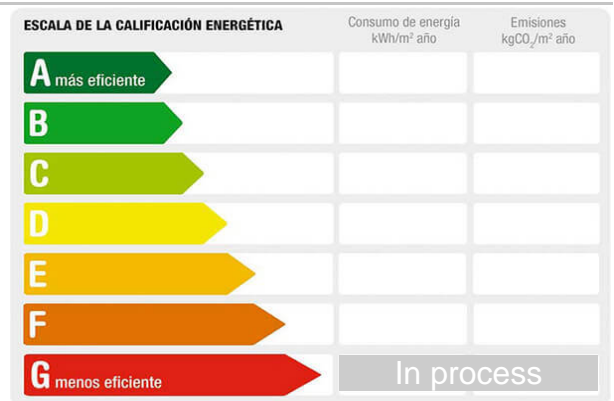 ESCALA DE LA CALIFICACIÓN ENERGÉTICA
Consumo de energía
kWh/m² año
Emisiones
kgCO₂/m² año
A más eficiente
B
C
D
E
F
G menos eficiente
In process